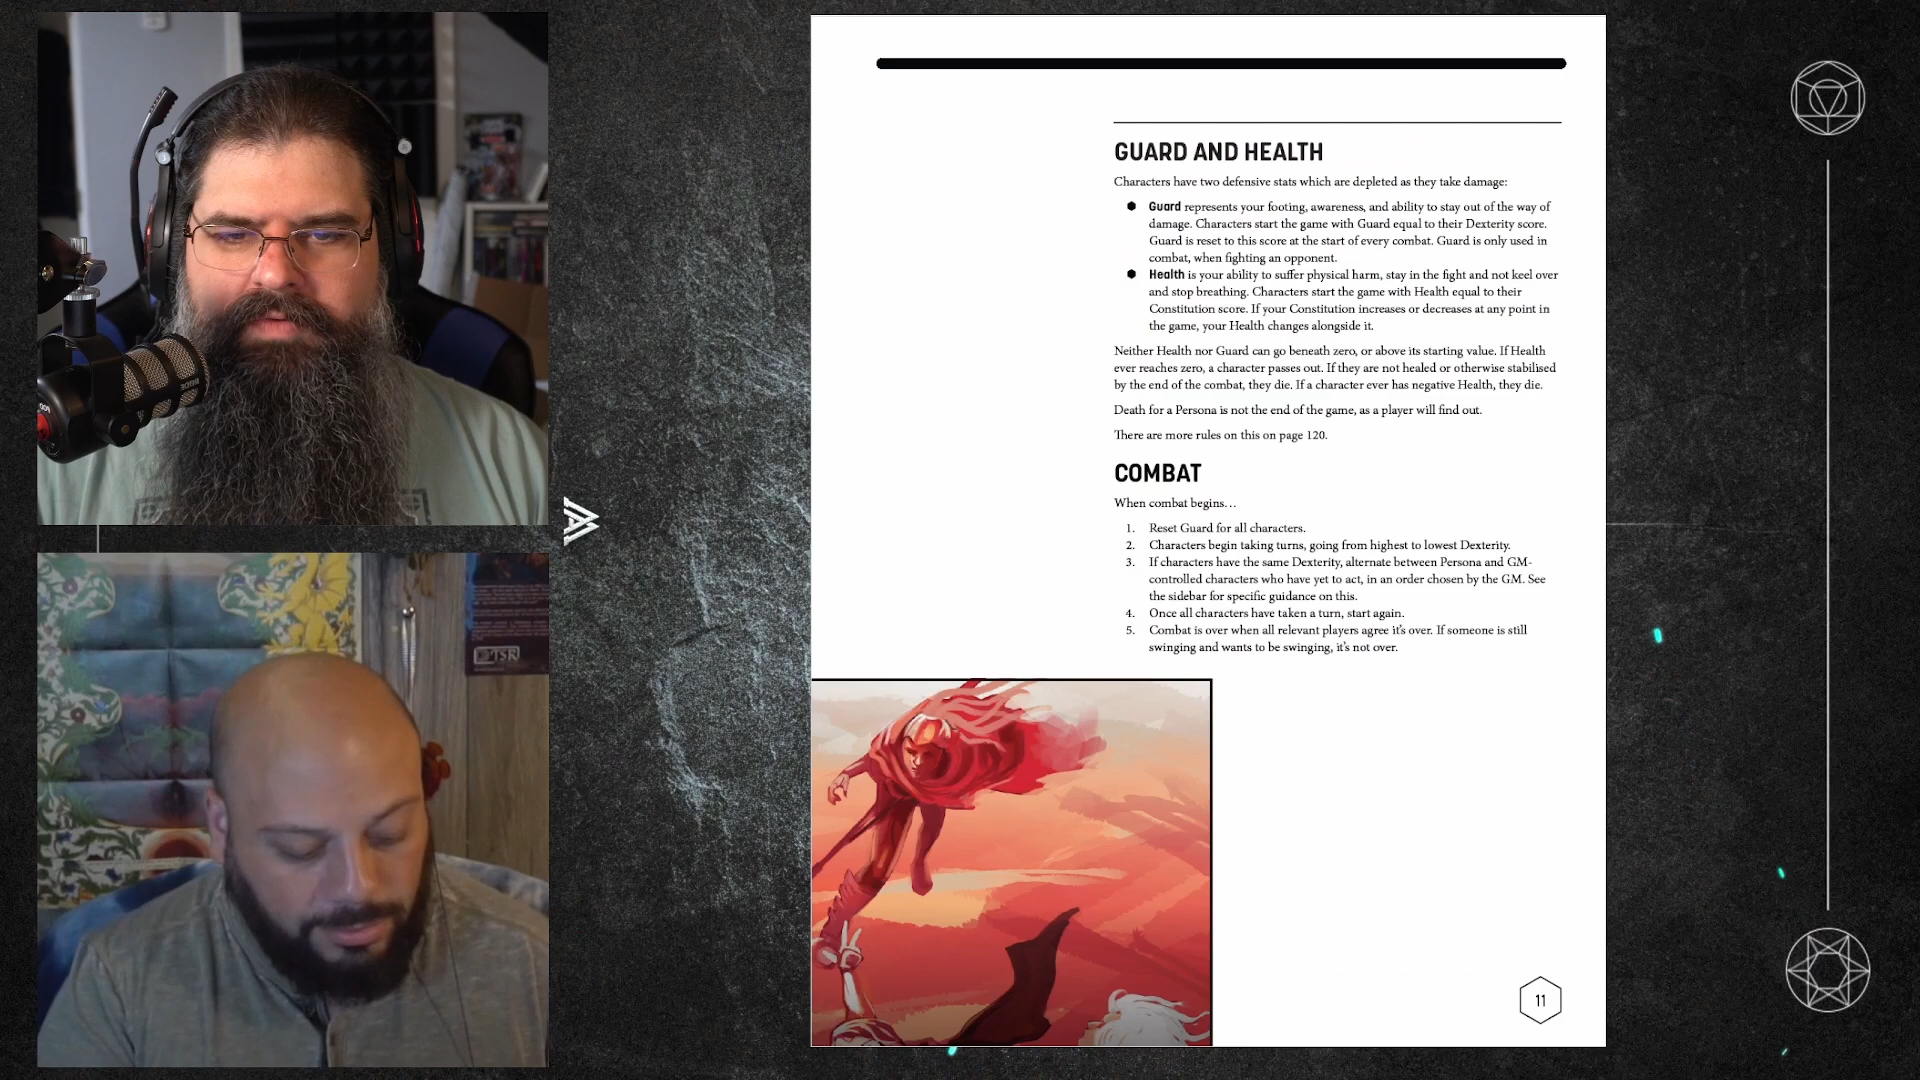 GUARD AND HEALTH
Characters have two defensive stats which are depleted as they take damage:
Guard represents your footing, awareness, and ability to stay out of the way of
damage. Characters start the game with Guard equal to their Dexterity score.
Guard is reset to this score at the start of every combat. Guard is only used in
combat, when fighting an opponent.
Health is your ability to suffer physical harm, stay in the fight and not keel over
and stop breathing. Characters start the game with Health equal to their
Constitution score. If your Constitution increases or decreases at any point in
the game, your Health changes alongside it.
Neither Health nor Guard can go beneath zero, or above its starting value. If Health
ever reaches zero, a character passes out. If they are not healed or otherwise stabilised
by the end of the combat, they die. If a character ever has negative Health, they die.
Death for a Persona is not the end of the game, as a player will find out.
There are more rules on this on page 120.
COMBAT
When combat begins…
1. Reset Guard for all characters.
2. Characters begin taking turns, going from highest to lowest Dexterity.
3. If characters have the same Dexterity, alternate between Persona and GM-
controlled characters who have yet to act, in an order chosen by the GM. See
the sidebar for specific guidance on this.
4. Once all characters have taken a turn, start again.
5. Combat is over when all relevant players agree it's over. If someone is still
swinging and wants to be swinging, it's not over.
11
RODE
TSR